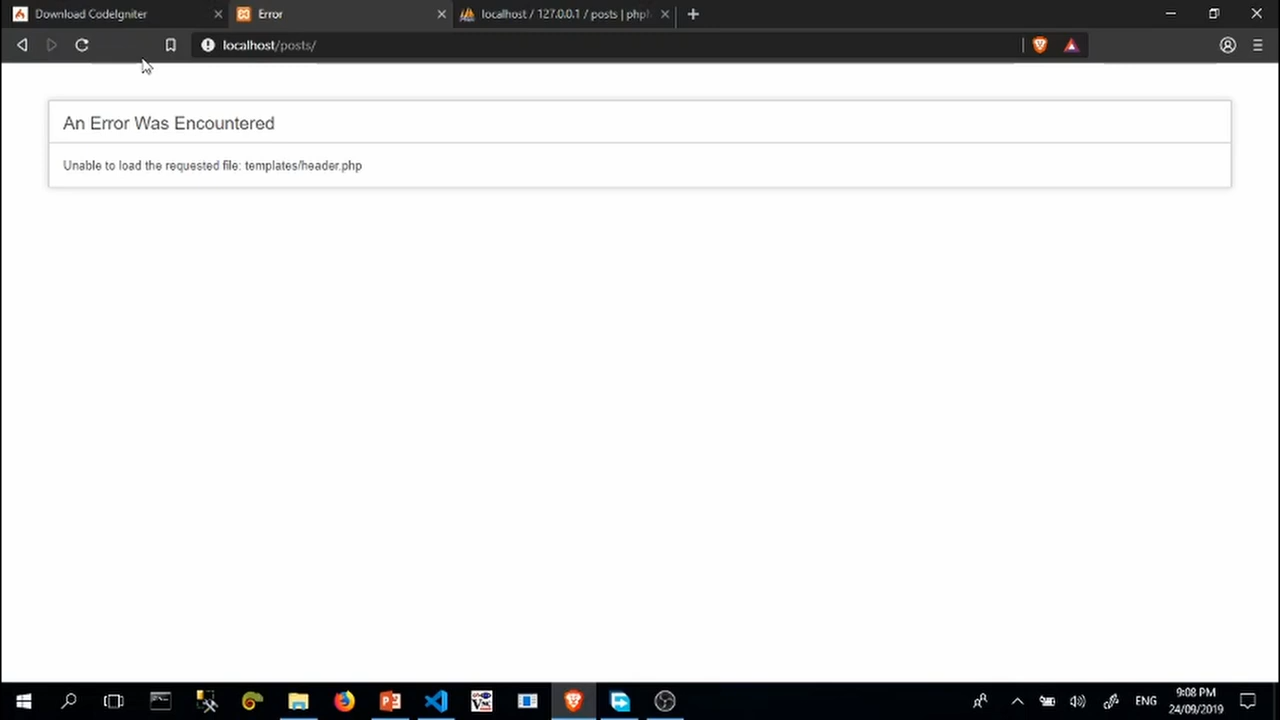 Download CodeIgniter
Error
localhost / 127.0.0.1 / posts | php
localhost/posts/
An Error Was Encountered
Unable to load the requested file: templates/header.php
ENG
9:08 PM
24/09/2019